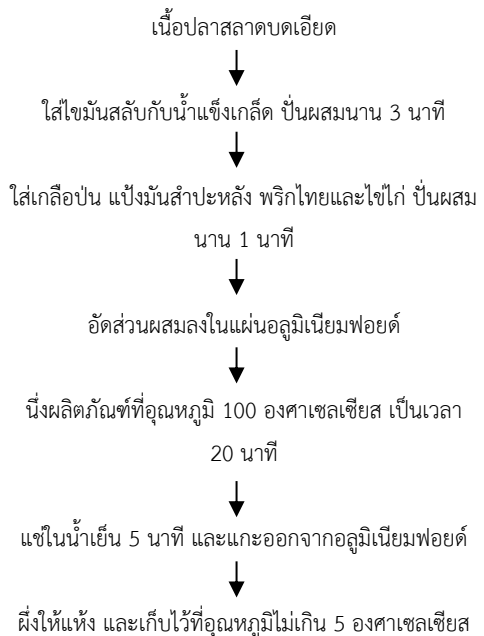 เนื้อปลาสลาดบดเอียด
ใส่ไขมันสลับกับน้ำแข็งเกล็ด ปั่นผสมนาน 3 นาที
ใส่เกลือป่น แป้งมันสำปะหลัง พริกไทยและไข่ไก่ ปั่นผสม
นาน 1 นาที
อัดส่วนผสมลงในแผ่นอลูมิเนียมฟอยด์
นึ่งผลิตภัณฑ์ที่อุณหภูมิ 100 องศาเซลเซียส เป็นเวลา
20 นาที
แช่ในน้ำเย็น 5 นาที และแกะออกจากอลูมิเนียมฟอยด์
ผึ่งให้แห้ง และเก็บไว้ที่อุณหภูมิไม่เกิน 5 องศาเซลเซียส